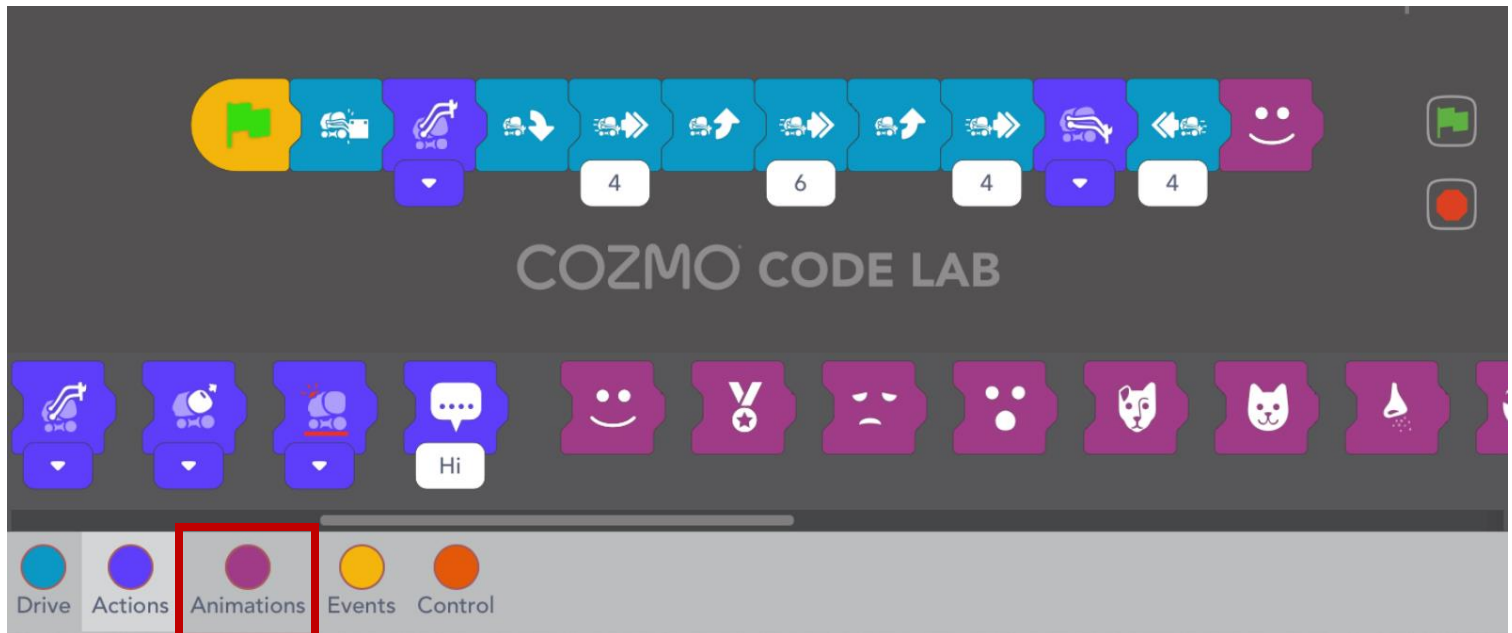 4 6 4 4
COZMO CODE LAB
Hi
Drive Actions Animations Events Control